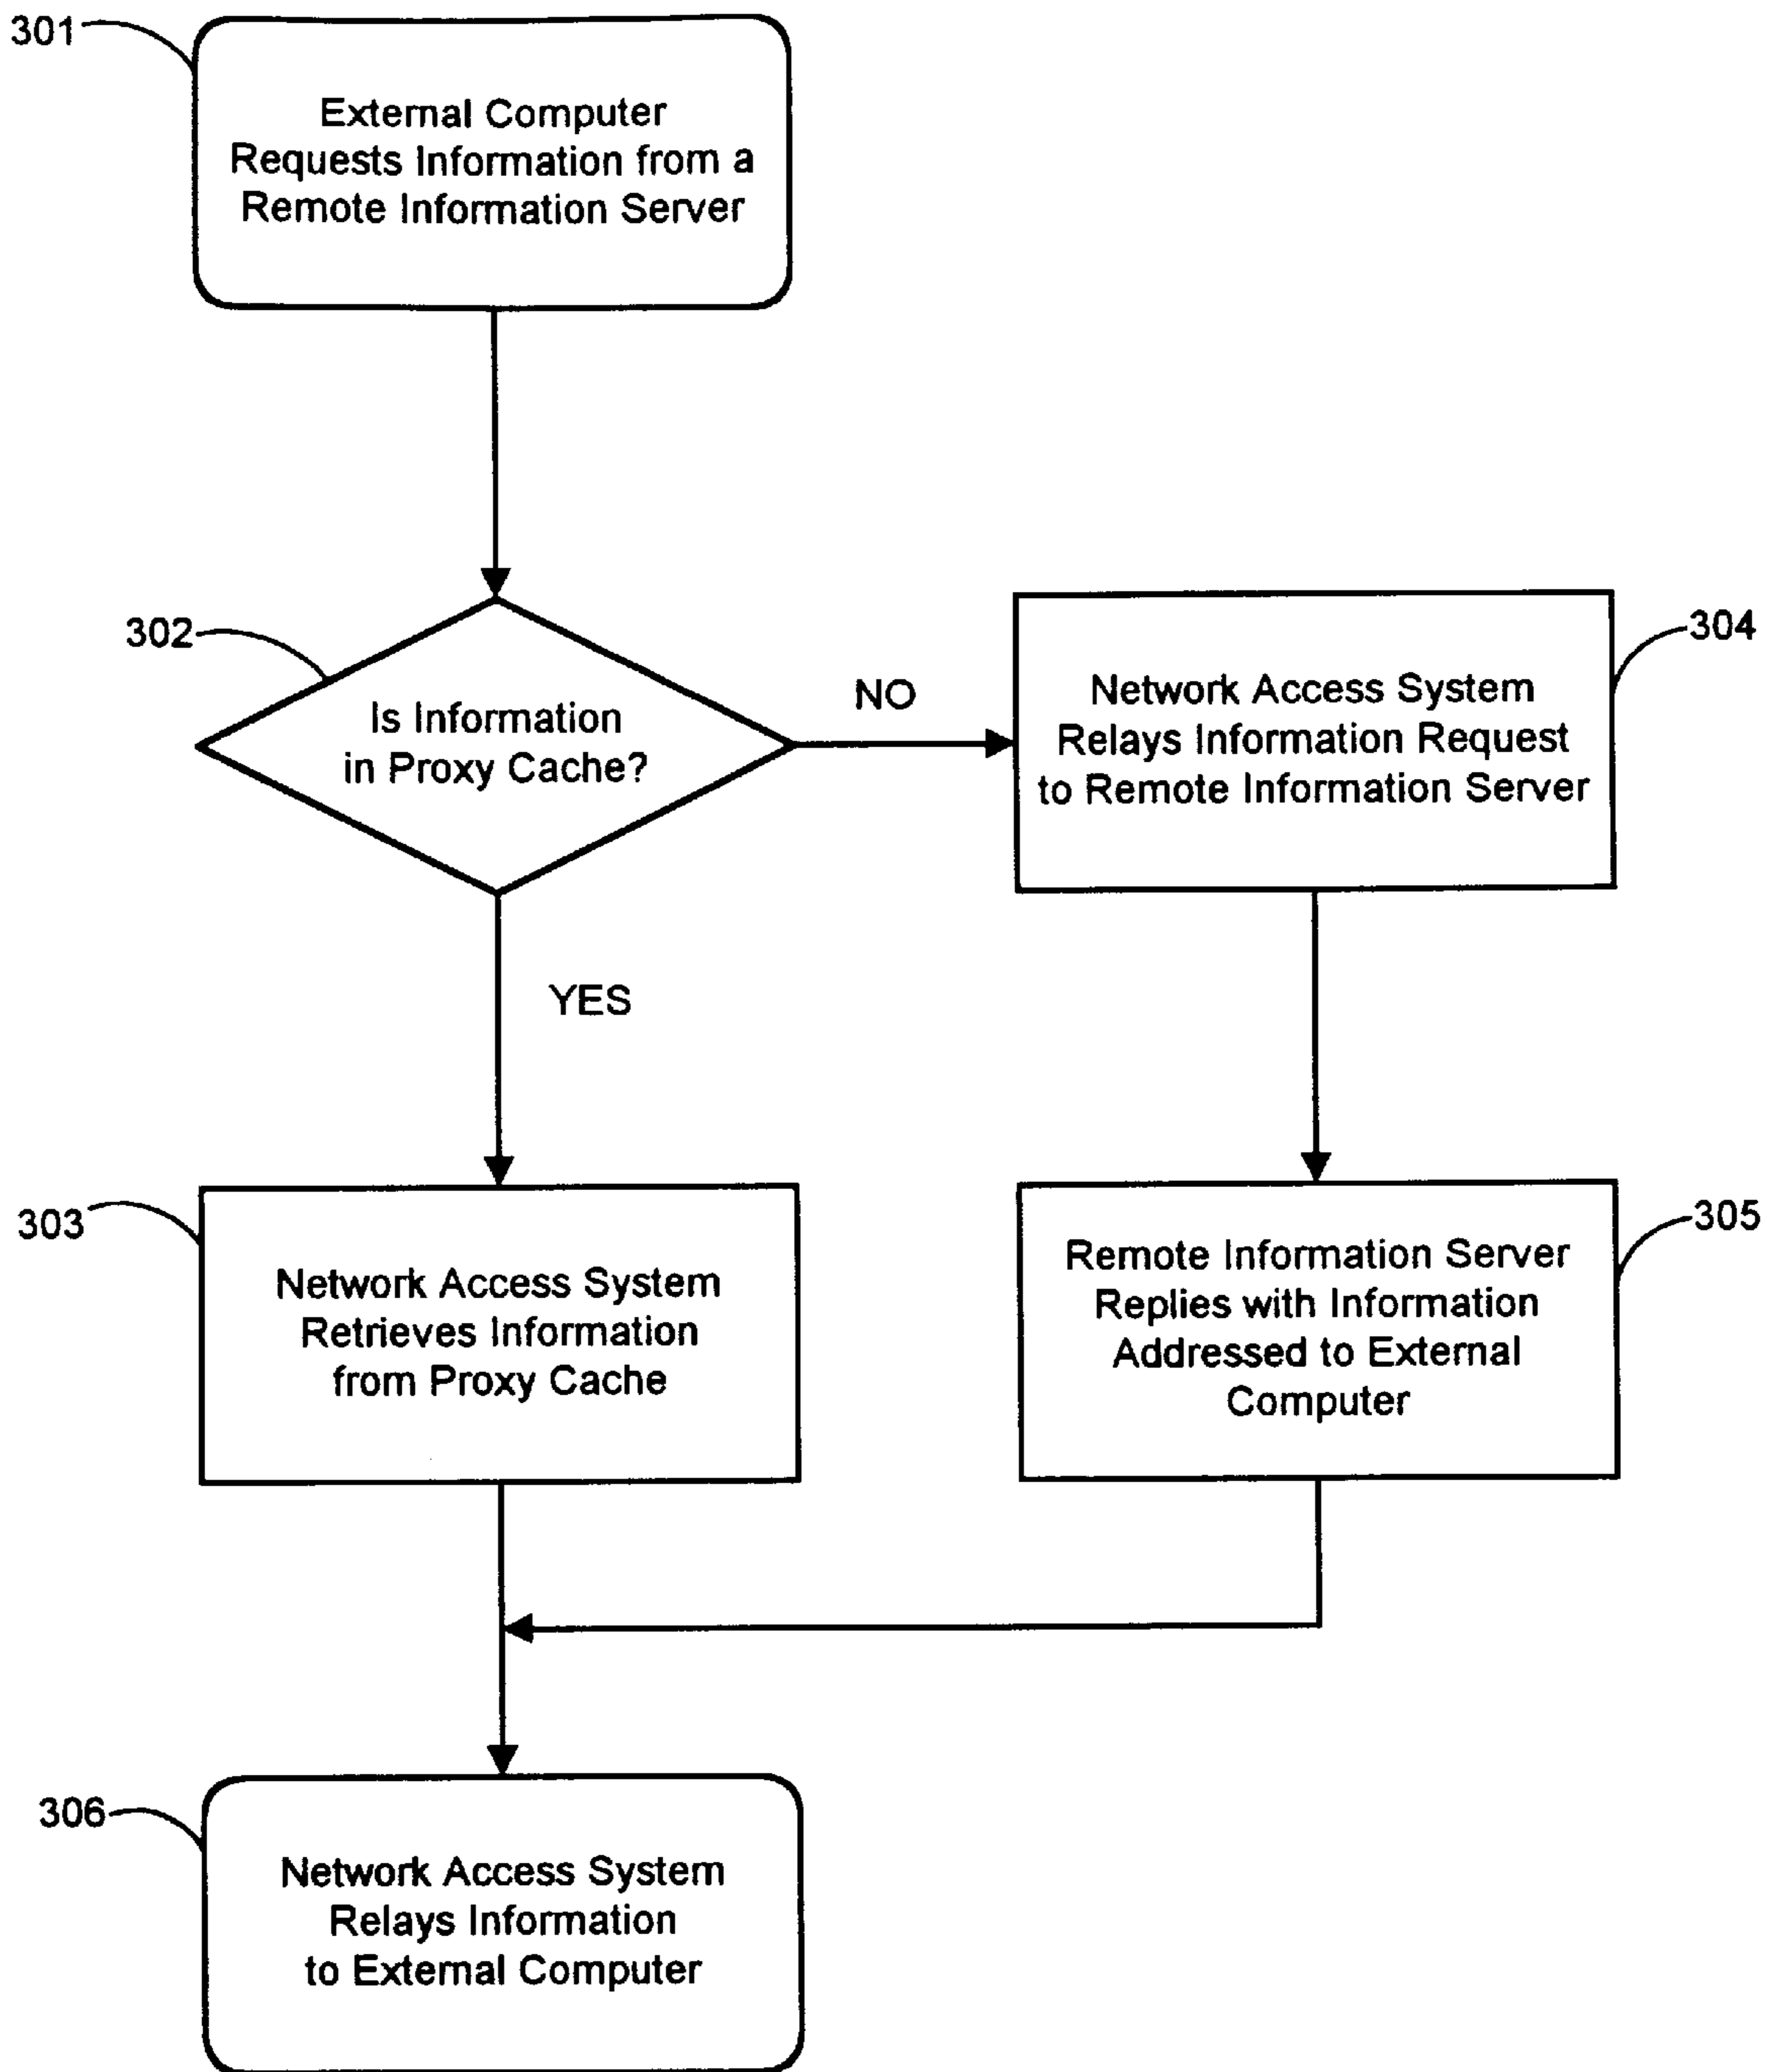 301
External Computer
Requests Information from a
Remote Information Server
302
Is Information
in Proxy Cache?
NO
304
Network Access System
Relays Information Request
to Remote Information Server
YES
303
Network Access System
Retrieves Information
from Proxy Cache
305
Remote Information Server
Replies with Information
Addressed to External
Computer
306
Network Access System
Relays Information
to External Computer